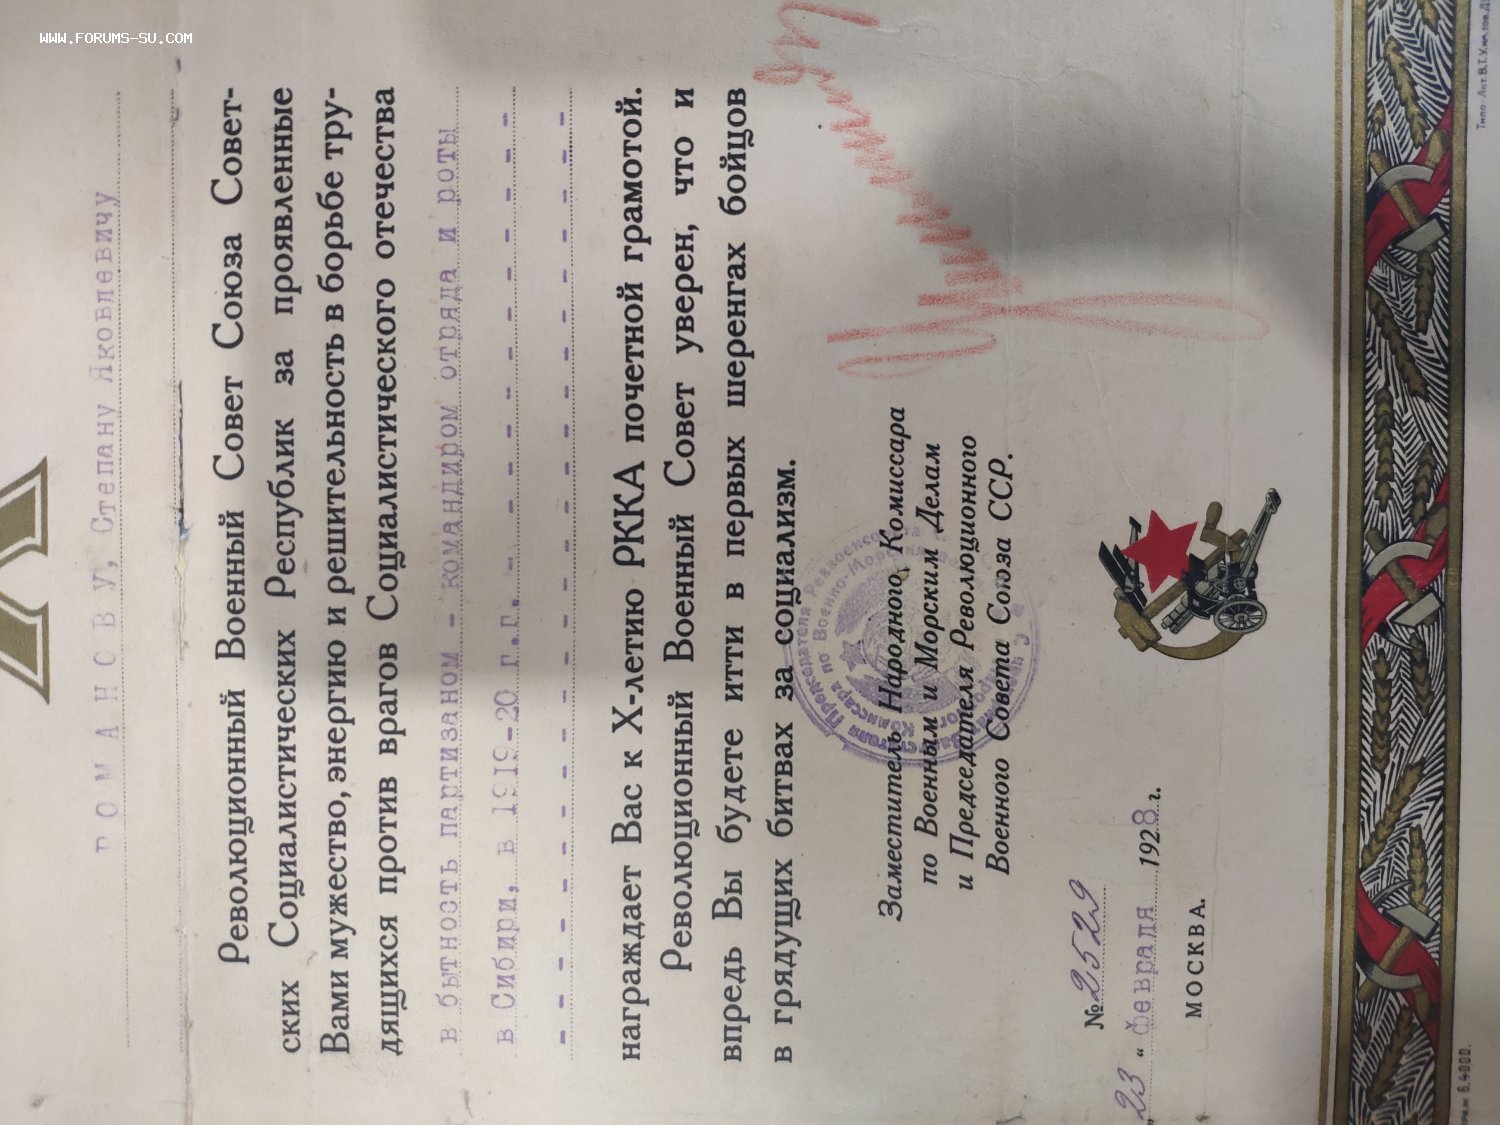 WWW.FORUMS-SU.COM
РОМАНОВУ, Степану Яковлевичу
Революционный Военный Совет Союза Совет-
ских Социалистических Республик за проявленные
Вами мужество, энергию и решительность в борьбе тру-
дящихся против врагов Социалистического отечества
в бытность партизаном - командиром отряда и роты
в Сибири, в 1919-20 г.г. - - - - - - - - -
- - - - - - - - - - - - - - -
награждает Вас к X-летию РККА почетной грамотой.
Революционный Военный Совет уверен, что и
впредь Вы будете итти в первых шеренгах бойцов
в грядущих битвах за социализм.
Заместитель Народного Комиссара
по Военным и Морским Делам
и Председателя Революционного
Военного Совета Союза ССР.
№ 2529
23 " февраля 1928 г.
МОСКВА.